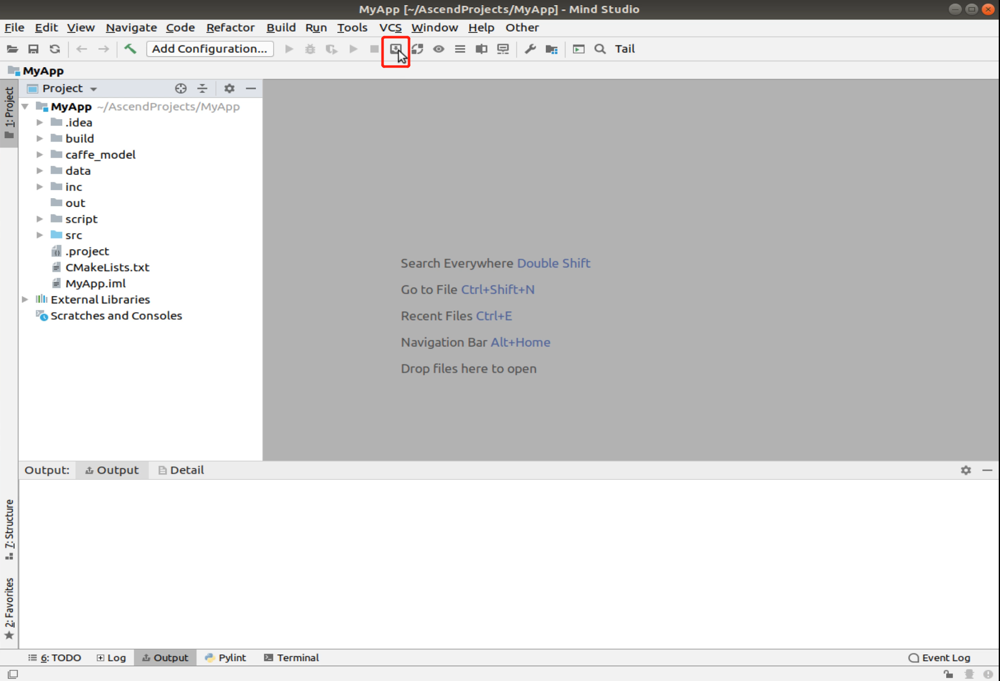 MyApp [~/AscendProjects/MyApp] - Mind Studio
File Edit View Navigate Code Refactor Build Run Tools VCS Window Help Other
Add Configuration... Tail
MyApp
1: Project
Project
MyApp ~/AscendProjects/MyApp
.idea
build
caffe_model
data
inc
out
script
src
.project
CMakeLists.txt
MyApp.iml
External Libraries
Scratches and Consoles
Search Everywhere Double Shift
Go to File Ctrl+Shift+N
Recent Files Ctrl+E
Navigation Bar Alt+Home
Drop files here to open
Output: Output Detail
7: Structure
2: Favorites
6: TODO Log Output Pylint Terminal Event Log